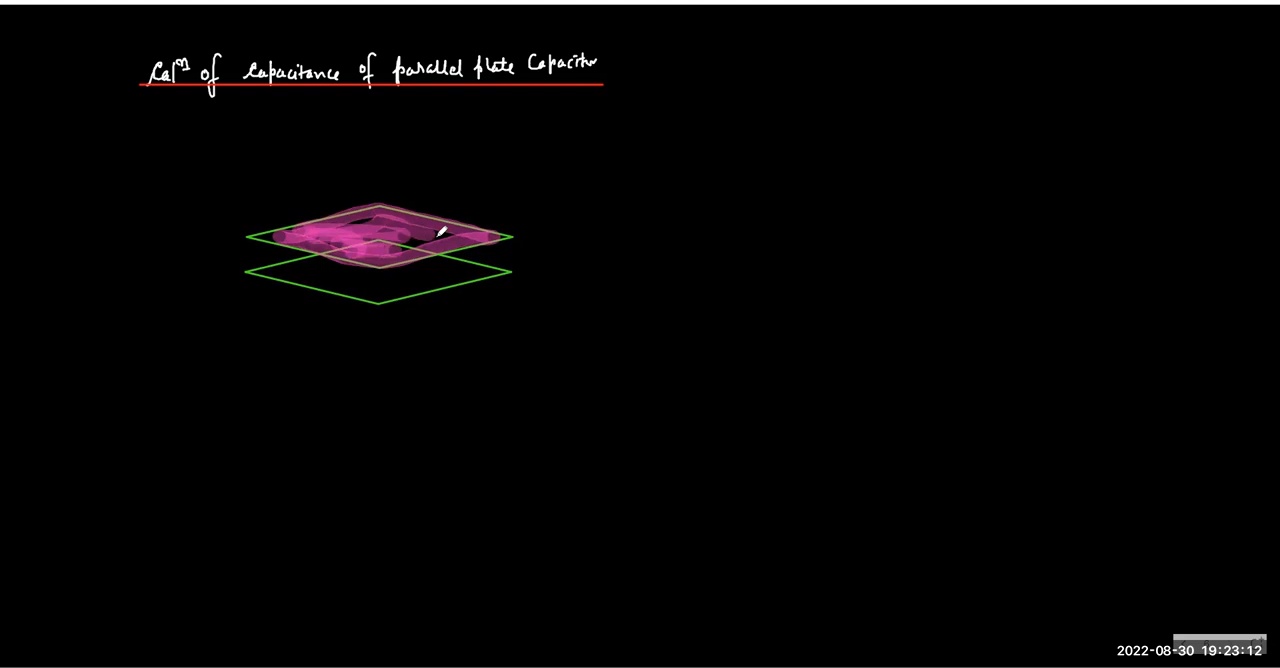 Calⁿ of Capacitance of parallel plate Capacitor
2022-08-30 19:23:12